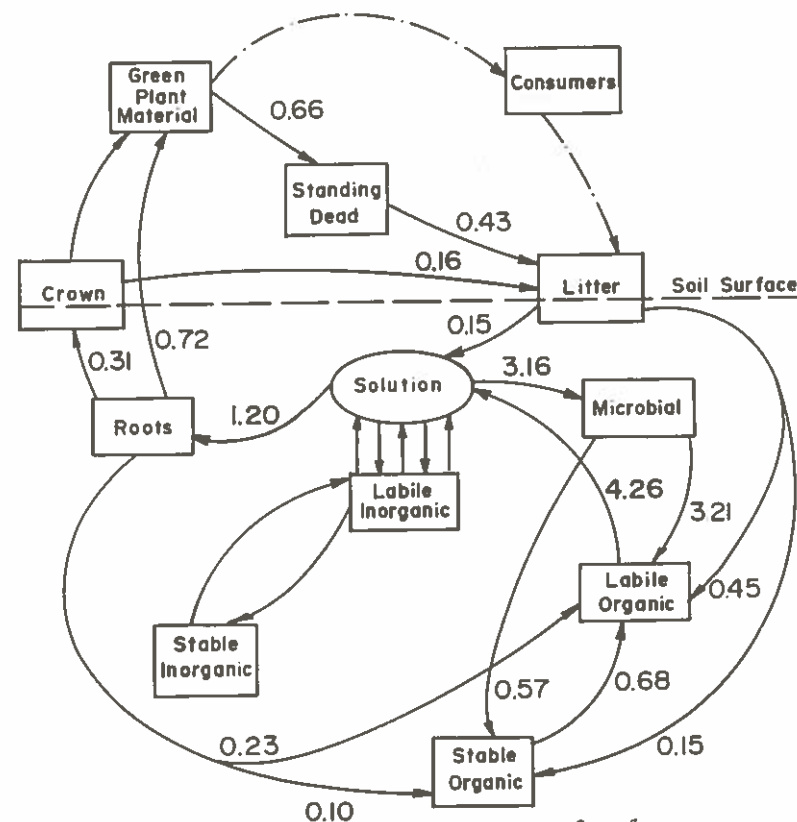 Green
Plant
Material
Consumers
0.66
Standing
Dead
0.43
0.16
Crown
Litter
Soil Surface
0.15
0.31
0.72
Solution
3.16
Microbial
1.20
Roots
4.26
3.21
Labile
Inorganic
Labile
Organic
0.45
Stable
Inorganic
0.57
0.68
0.23
Stable
Organic
0.15
0.10